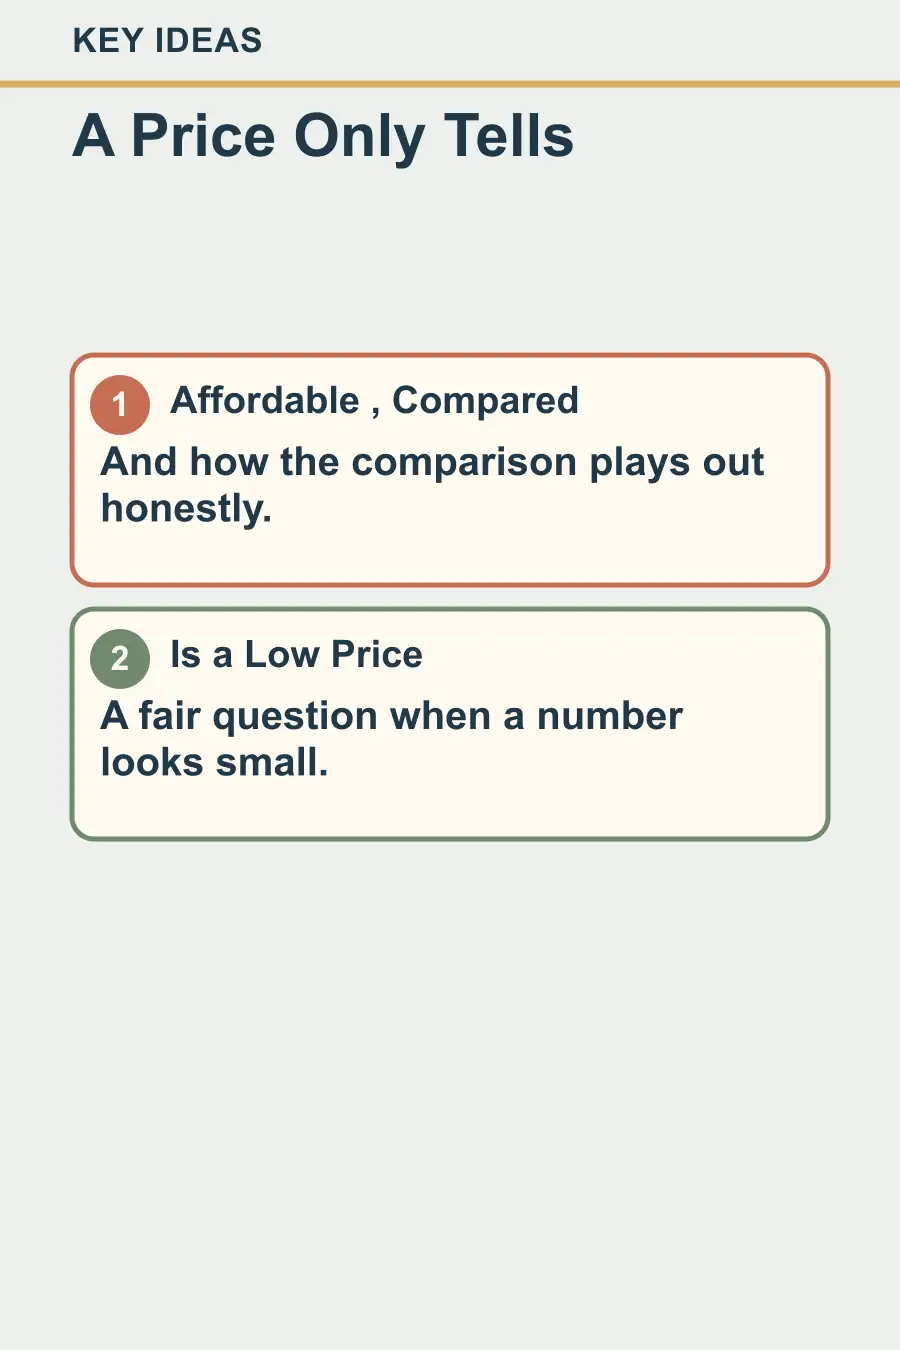 KEY IDEAS
A Price Only Tells
1 Affordable , Compared
And how the comparison plays out
honestly.
2 Is a Low Price
A fair question when a number
looks small.